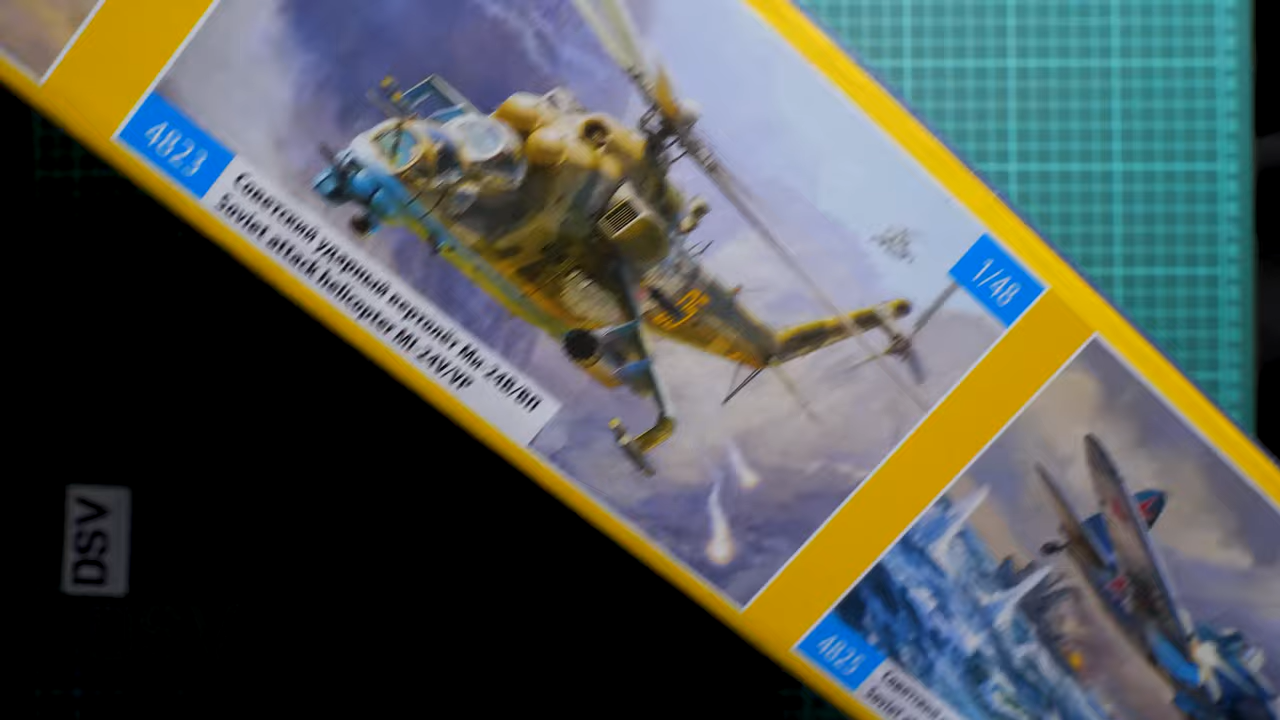 4823
Советский ударный вертолёт Ми-24В/ВП
Soviet attack helicopter MI-24V/VP
1/48
4825
DSV